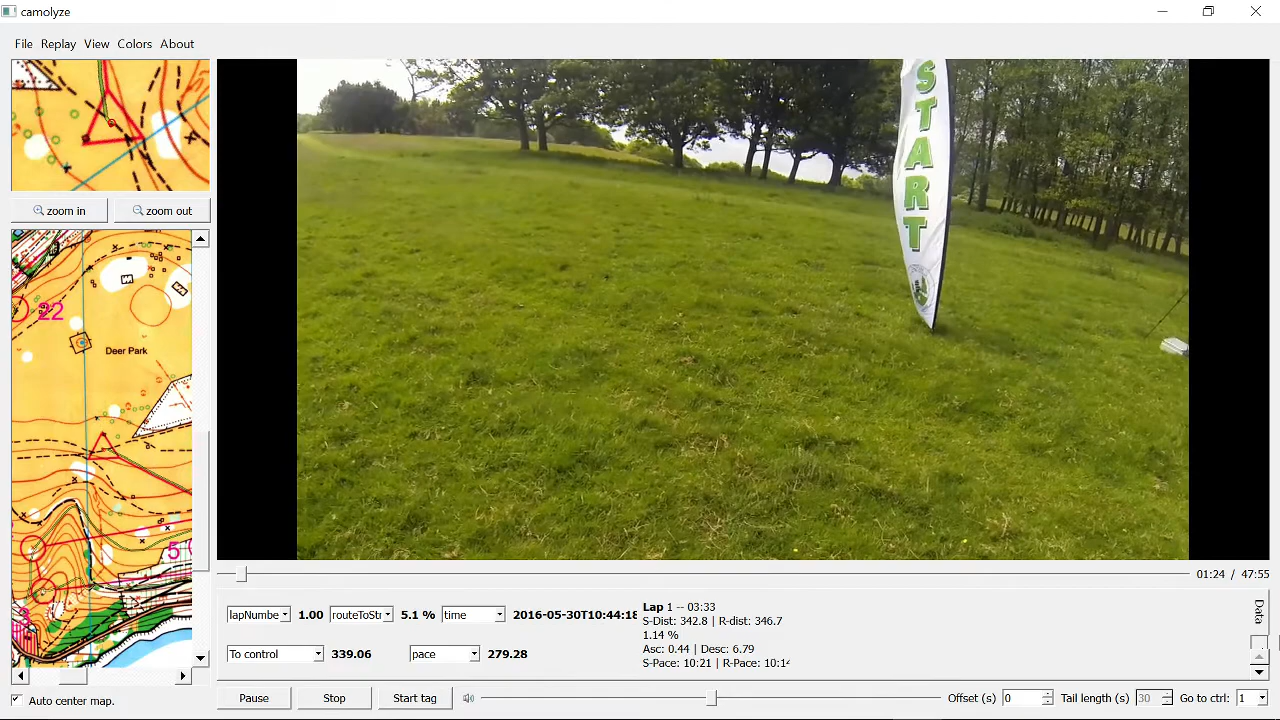 camolyze
File Replay View Colors About
zoom in zoom out
22
Deer Park
5
3
START
01:24 / 47:55
lapNumbe 1.00 routeToStr 5.1 % time 2016-05-30T10:44:18
To control 339.06 pace 279.28
Lap 1 -- 03:33
S-Dist: 342.8 | R-dist: 346.7
1.14 %
Asc: 0.44 | Desc: 6.79
S-Pace: 10:21 | R-Pace: 10:14
Data
Auto center map.
Pause Stop Start tag Offset (s) 0 Tail length (s) 30 Go to ctrl: 1